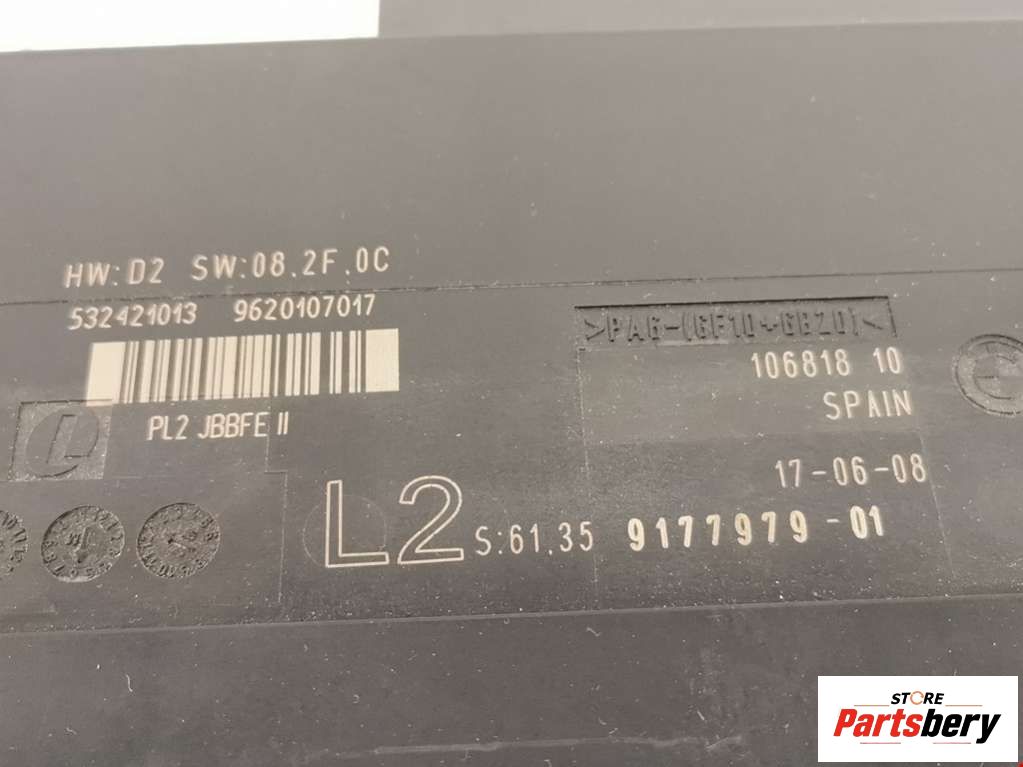 HW:D2 SW:08.2F.0C
532421013 9620107017
PL2 JBBFE II
>PA6-(GF10+GB20)<
106818 10
SPAIN
17-06-08
L2 S:61.35 9177979-01
STORE
Partsbery